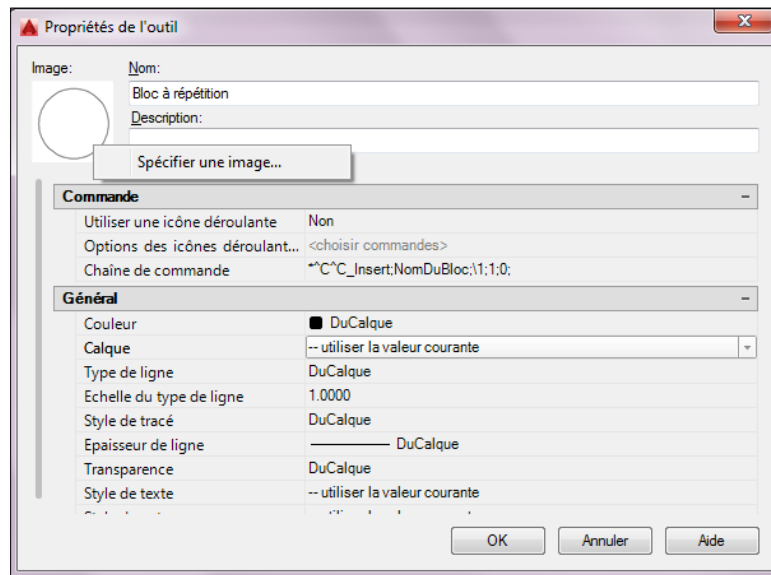 Propriétés de l'outil
Image:
Nom:
Bloc à répétition
Description:
Spécifier une image...
Commande
Utiliser une icône déroulante Non
Options des icônes déroulant... <choisir commandes>
Chaîne de commande *^C^C_Insert;NomDuBloc;\1;1;0;
Général
Couleur DuCalque
Calque -- utiliser la valeur courante
Type de ligne DuCalque
Echelle du type de ligne 1.0000
Style de tracé DuCalque
Epaisseur de ligne DuCalque
Transparence DuCalque
Style de texte -- utiliser la valeur courante
OK Annuler Aide